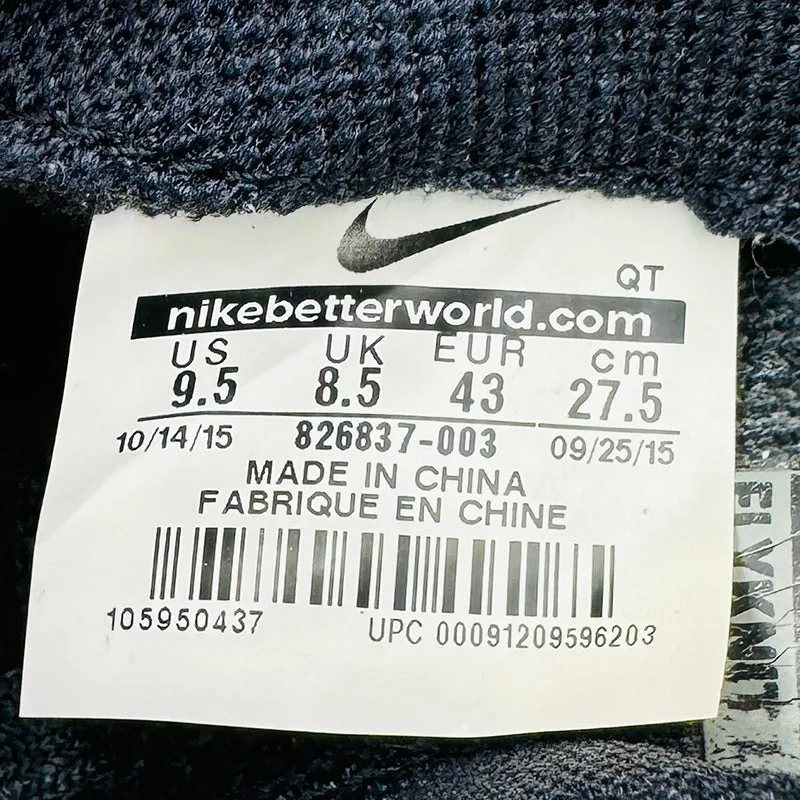 QT
nikebetterworld.com
US UK EUR cm
9.5 8.5 43 27.5
10/14/15 826837-003 09/25/15
MADE IN CHINA
FABRIQUE EN CHINE
105950437 UPC 00091209596203
FLYKNIT